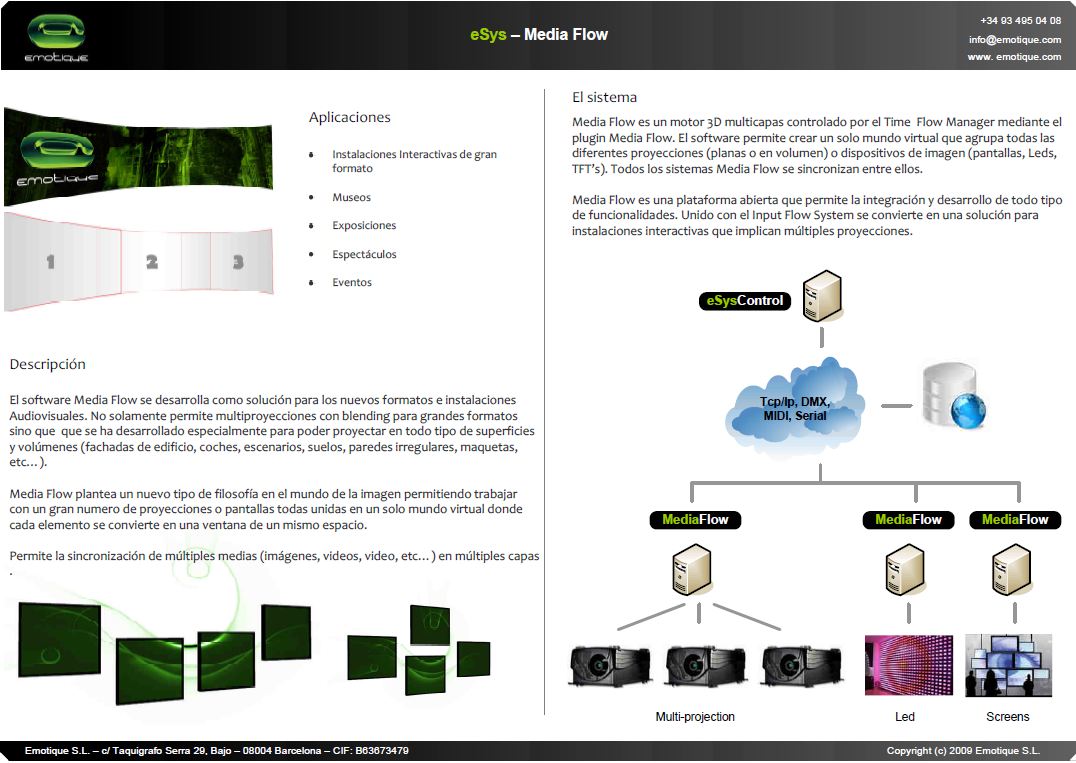 emotique
eSys – Media Flow
+34 93 495 04 08
info@emotique.com
www. emotique.com
emotique
1
2
3
Aplicaciones
Instalaciones Interactivas de gran
formato
Museos
Exposiciones
Espectáculos
Eventos
Descripción
El software Media Flow se desarrolla como solución para los nuevos formatos e instalaciones
Audiovisuales. No solamente permite multiproyecciones con blending para grandes formatos
sino que que se ha desarrollado especialmente para poder proyectar en todo tipo de superficies
y volúmenes (fachadas de edificio, coches, escenarios, suelos, paredes irregulares, maquetas,
etc…).
Media Flow plantea un nuevo tipo de filosofía en el mundo de la imagen permitiendo trabajar
con un gran numero de proyecciones o pantallas todas unidas en un solo mundo virtual donde
cada elemento se convierte en una ventana de un mismo espacio.
Permite la sincronización de múltiples medias (imágenes, videos, video, etc…) en múltiples capas
.
El sistema
Media Flow es un motor 3D multicapas controlado por el Time Flow Manager mediante el
plugin Media Flow. El software permite crear un solo mundo virtual que agrupa todas las
diferentes proyecciones (planas o en volumen) o dispositivos de imagen (pantallas, Leds,
TFT's). Todos los sistemas Media Flow se sincronizan entre ellos.
Media Flow es una plataforma abierta que permite la integración y desarrollo de todo tipo
de funcionalidades. Unido con el Input Flow System se convierte en una solución para
instalaciones interactivas que implican múltiples proyecciones.
eSysControl
Tcp/Ip, DMX,
MIDI, Serial
MediaFlow
MediaFlow
MediaFlow
Multi-projection
Led
Screens
Emotique S.L. – c/ Taquigrafo Serra 29, Bajo – 08004 Barcelona – CIF: B63673479
Copyright (c) 2009 Emotique S.L.